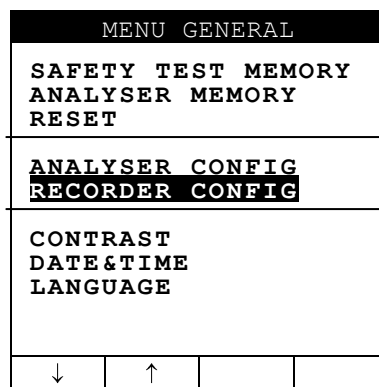 MENU GENERAL
SAFETY TEST MEMORY
ANALYSER MEMORY
RESET
ANALYSER CONFIG
RECORDER CONFIG
CONTRAST
DATE&TIME
LANGUAGE
↓ ↑